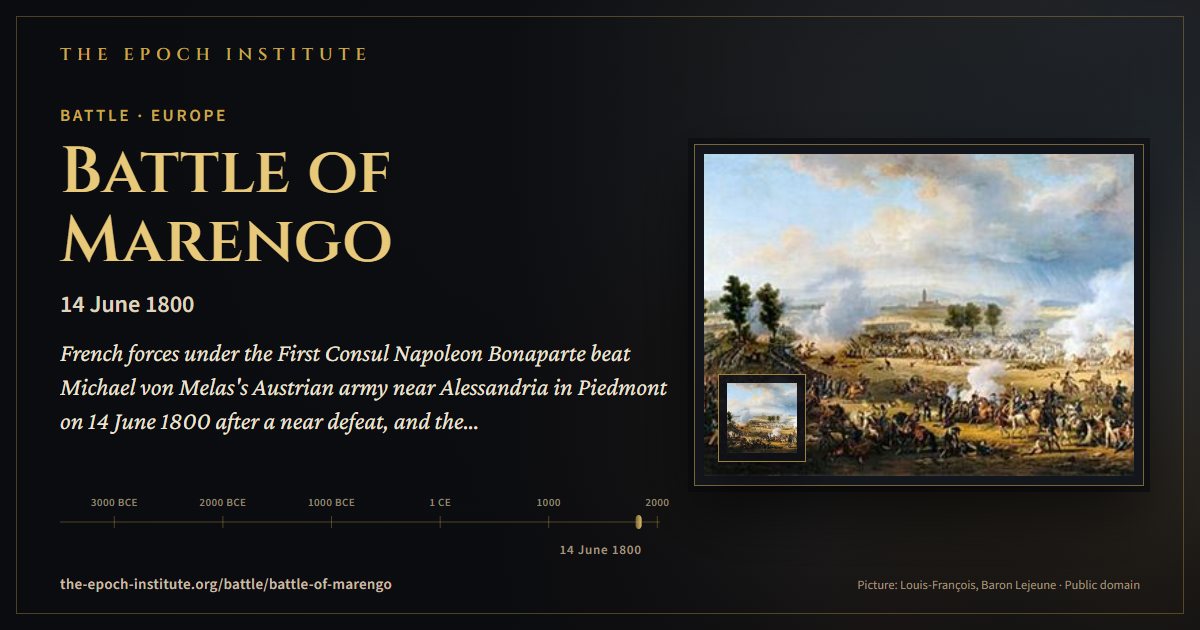 THE EPOCH INSTITUTE
BATTLE · EUROPE
BATTLE OF
MARENGO
14 June 1800
French forces under the First Consul Napoleon Bonaparte beat
Michael von Melas's Austrian army near Alessandria in Piedmont
on 14 June 1800 after a near defeat, and the...
3000 BCE 2000 BCE 1000 BCE 1 CE 1000 2000
14 June 1800
the-epoch-institute.org/battle/battle-of-marengo
Picture: Louis-François, Baron Lejeune · Public domain